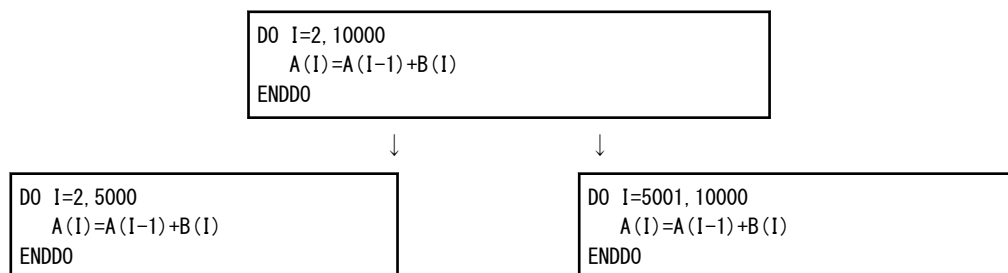 DO I=2,10000
A(I)=A(I-1)+B(I)
ENDDO
↓ ↓
DO I=2,5000
A(I)=A(I-1)+B(I)
ENDDO
DO I=5001,10000
A(I)=A(I-1)+B(I)
ENDDO